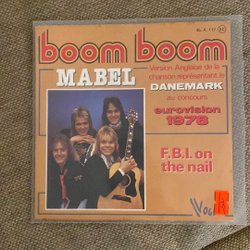 boom boom
MABEL
Version Anglaise de la
chanson représentant le
DANEMARK
au concours
eurovision
1978
F.B.I. on
the nail